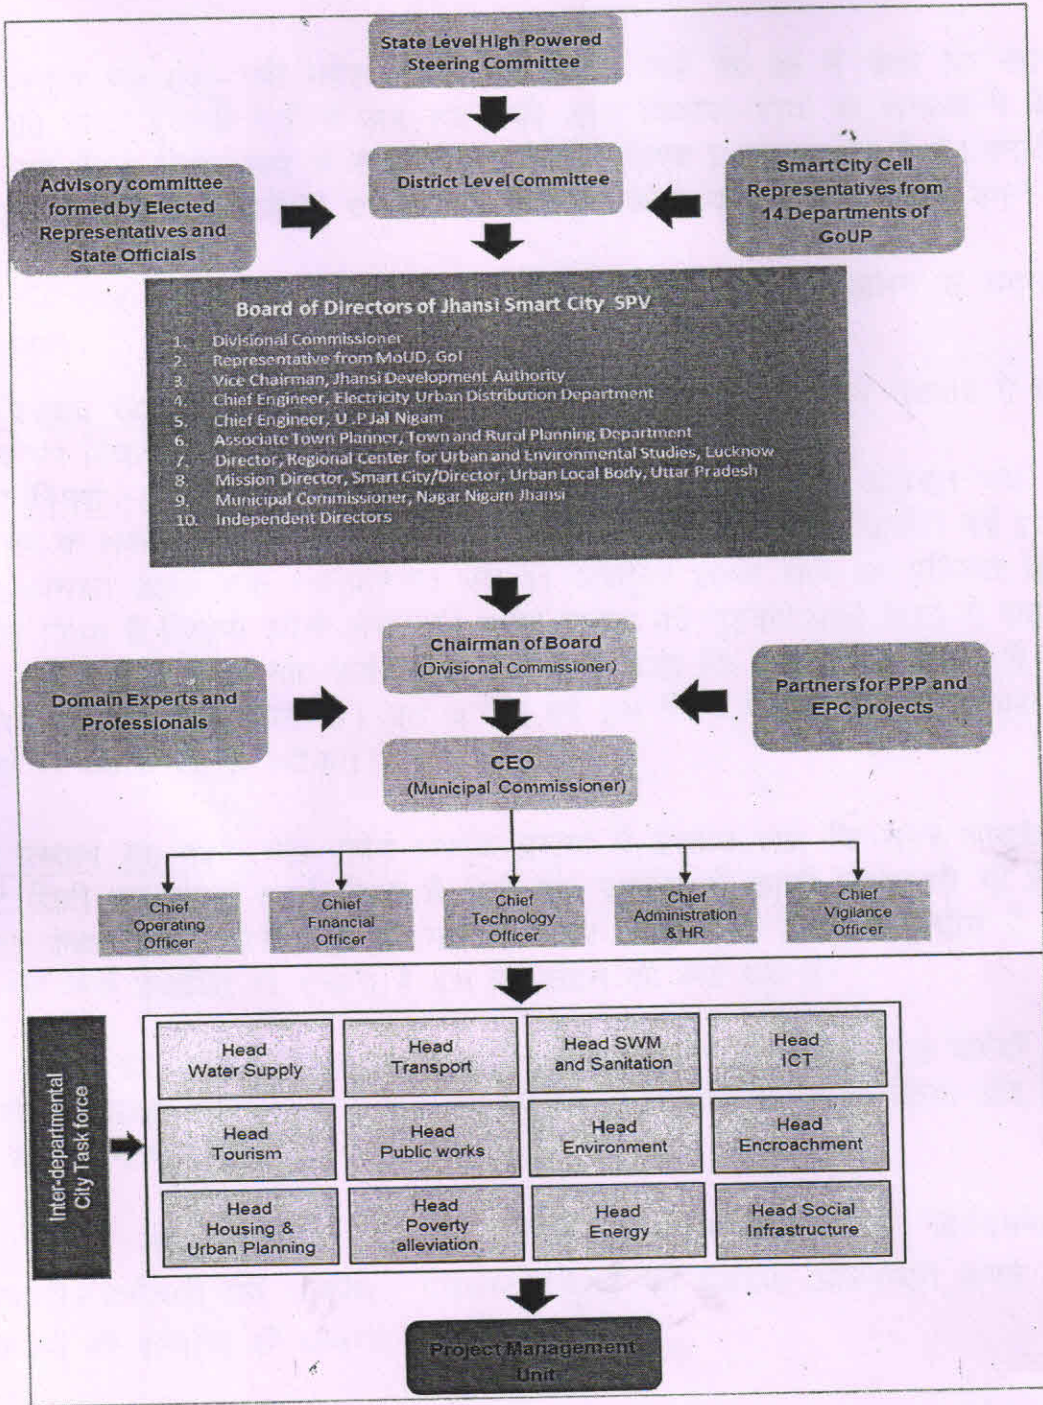 State Level High Powered
Steering Committee
Advisory committee
formed by Elected
Representatives and
State Officials
District Level Committee
Smart City Cell
Representatives from
14 Departments of
GoUP
Board of Directors of Jhansi Smart City SPV
1. Divisional Commissioner
2. Representative from MoUD, GoI
3. Vice Chairman, Jhansi Development Authority
4. Chief Engineer, Electricity Urban Distribution Department
5. Chief Engineer, U .P Jal Nigam
6. Associate Town Planner, Town and Rural Planning Department
7. Director, Regional Center for Urban and Environmental Studies, Lucknow
8. Mission Director, Smart City/Director, Urban Local Body, Uttar Pradesh
9. Municipal Commissioner, Nagar Nigam Jhansi
10. Independent Directors
Chairman of Board
(Divisional Commissioner)
Domain Experts and
Professionals
Partners for PPP and
EPC projects
CEO
(Municipal Commissioner)
Chief
Operating
Officer
Chief
Financial
Officer
Chief
Technology
Officer
Chief
Administration
& HR
Chief
Vigilance
Officer
Inter-departmental
City Task force
Head
Water Supply
Head
Transport
Head SWM
and Sanitation
Head
ICT
Head
Tourism
Head
Public works
Head
Environment
Head
Encroachment
Head
Housing &
Urban Planning
Head
Poverty
alleviation
Head
Energy
Head Social
Infrastructure
Project Management
Unit